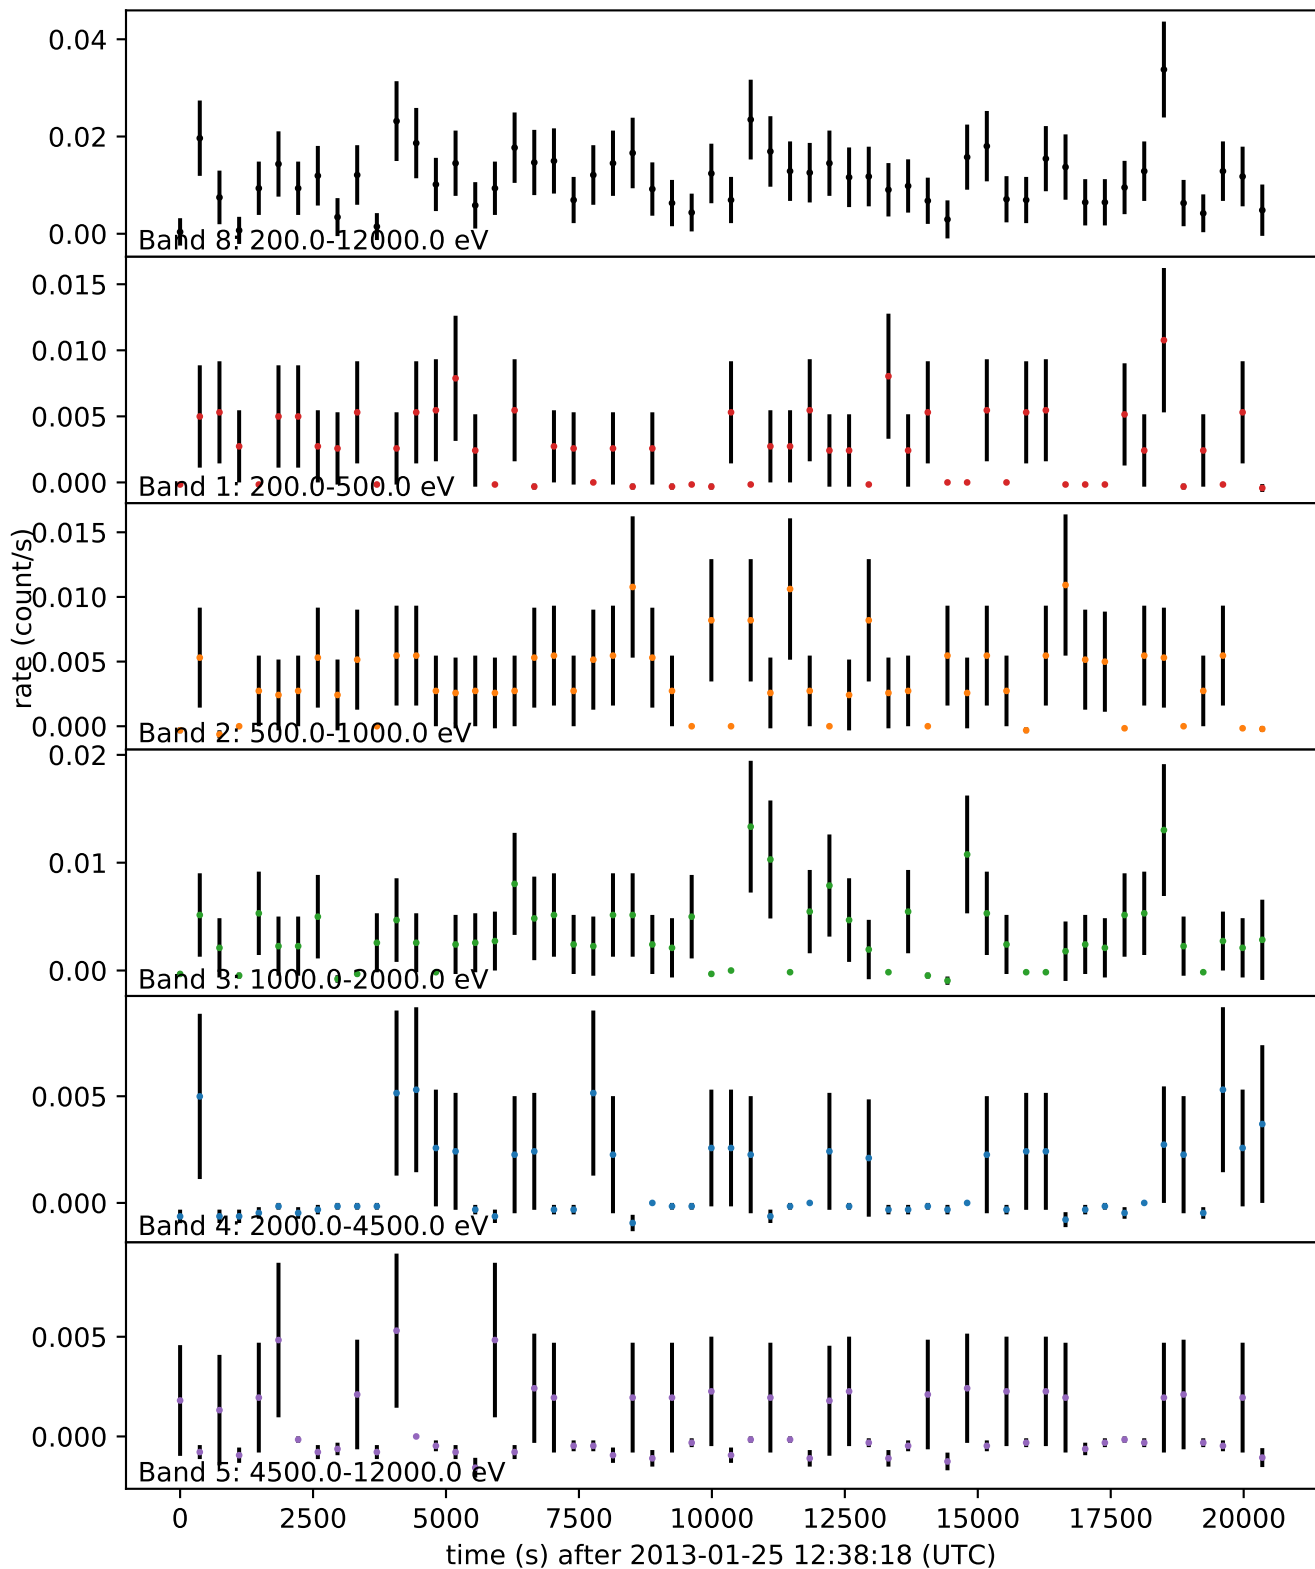 0.04
0.02
0.00
Band 8: 200.0-12000.0 eV
0.015
0.010
0.005
0.000
Band 1: 200.0-500.0 eV
rate (count/s)
0.015
0.010
0.005
0.000
Band 2: 500.0-1000.0 eV
0.02
0.01
0.00
Band 3: 1000.0-2000.0 eV
0.005
0.000
Band 4: 2000.0-4500.0 eV
0.005
0.000
Band 5: 4500.0-12000.0 eV
0 2500 5000 7500 10000 12500 15000 17500 20000
time (s) after 2013-01-25 12:38:18 (UTC)